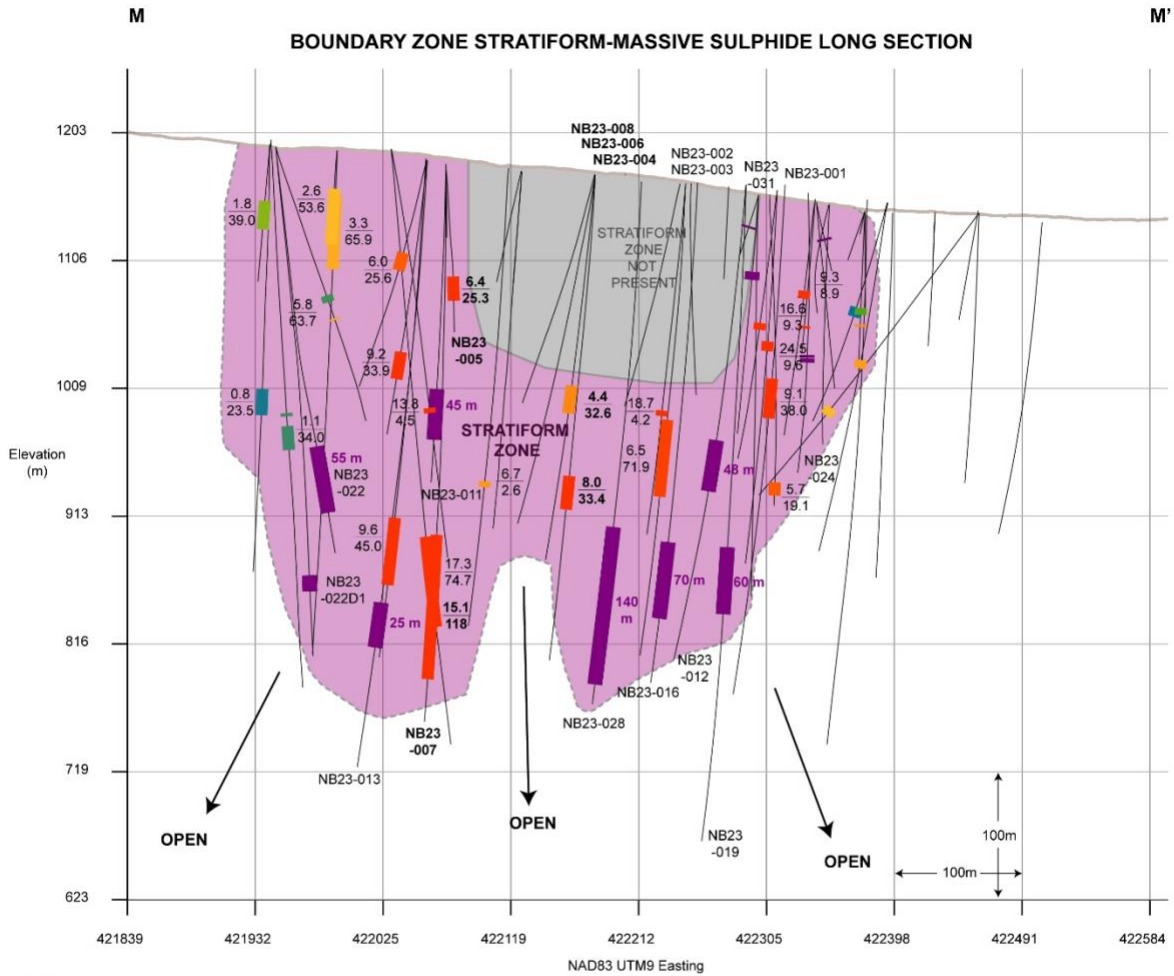 M
M'
BOUNDARY ZONE STRATIFORM-MASSIVE SULPHIDE LONG SECTION
1203
1106
1009
913
816
719
623
Elevation
(m)
NB23-008
NB23-006
NB23-004
NB23-002
NB23-003
NB23
-031
NB23-001
STRATIFORM
ZONE
NOT
PRESENT
1.8
39.0
2.6
53.6
3.3
65.9
6.0
25.6
6.4
25.3
NB23
-005
5.8
63.7
9.2
33.9
9.3
8.9
16.6
9.3
24.5
9.6
9.1
38.0
0.8
23.5
1.1
34.0
13.8
4.5
45 m
STRATIFORM
ZONE
4.4
32.6
18.7
4.2
6.5
71.9
48 m
55 m
NB23
-022
NB23-011
6.7
2.6
8.0
33.4
NB23
-024
5.7
19.1
9.6
45.0
17.3
74.7
15.1
118
NB23
-022D1
25 m
140
m
70 m
60 m
NB23
-012
NB23-016
NB23-028
NB23
-007
NB23-013
NB23
-019
OPEN
OPEN
OPEN
100m
100m
421839
421932
422025
422119
422212
422305
422398
422491
422584
NAD83 UTM9 Easting